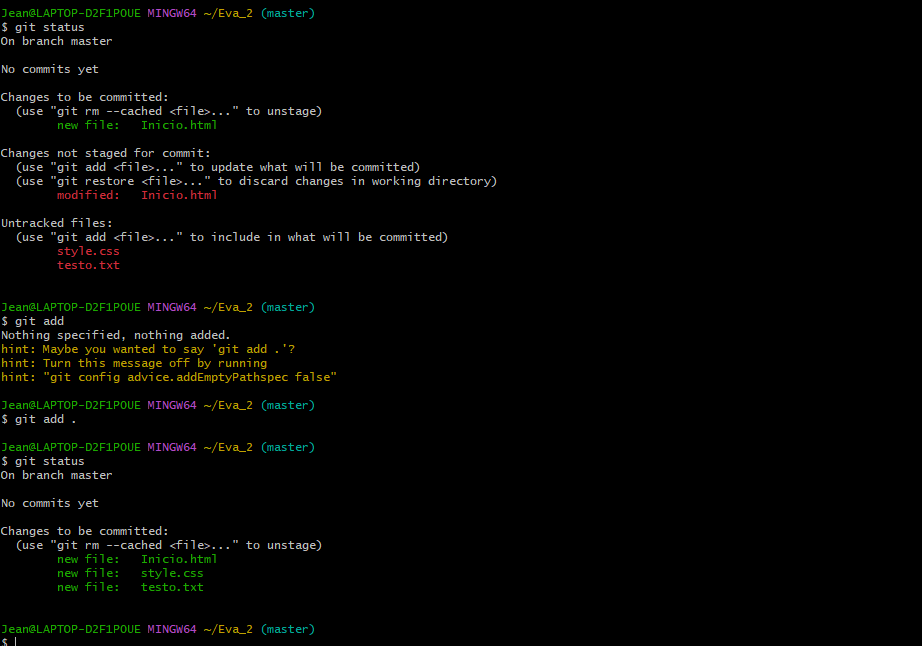 Jean@LAPTOP-D2F1POUE MINGW64 ~/Eva_2 (master)
$ git status
On branch master
No commits yet
Changes to be committed:
  (use "git rm --cached <file>..." to unstage)
        new file:   Inicio.html
Changes not staged for commit:
  (use "git add <file>..." to update what will be committed)
  (use "git restore <file>..." to discard changes in working directory)
        modified:   Inicio.html
Untracked files:
  (use "git add <file>..." to include in what will be committed)
        style.css
        testo.txt
Jean@LAPTOP-D2F1POUE MINGW64 ~/Eva_2 (master)
$ git add
Nothing specified, nothing added.
hint: Maybe you wanted to say 'git add .'?
hint: Turn this message off by running
hint: "git config advice.addEmptyPathspec false"
Jean@LAPTOP-D2F1POUE MINGW64 ~/Eva_2 (master)
$ git add .
Jean@LAPTOP-D2F1POUE MINGW64 ~/Eva_2 (master)
$ git status
On branch master
No commits yet
Changes to be committed:
  (use "git rm --cached <file>..." to unstage)
        new file:   Inicio.html
        new file:   style.css
        new file:   testo.txt
Jean@LAPTOP-D2F1POUE MINGW64 ~/Eva_2 (master)
$